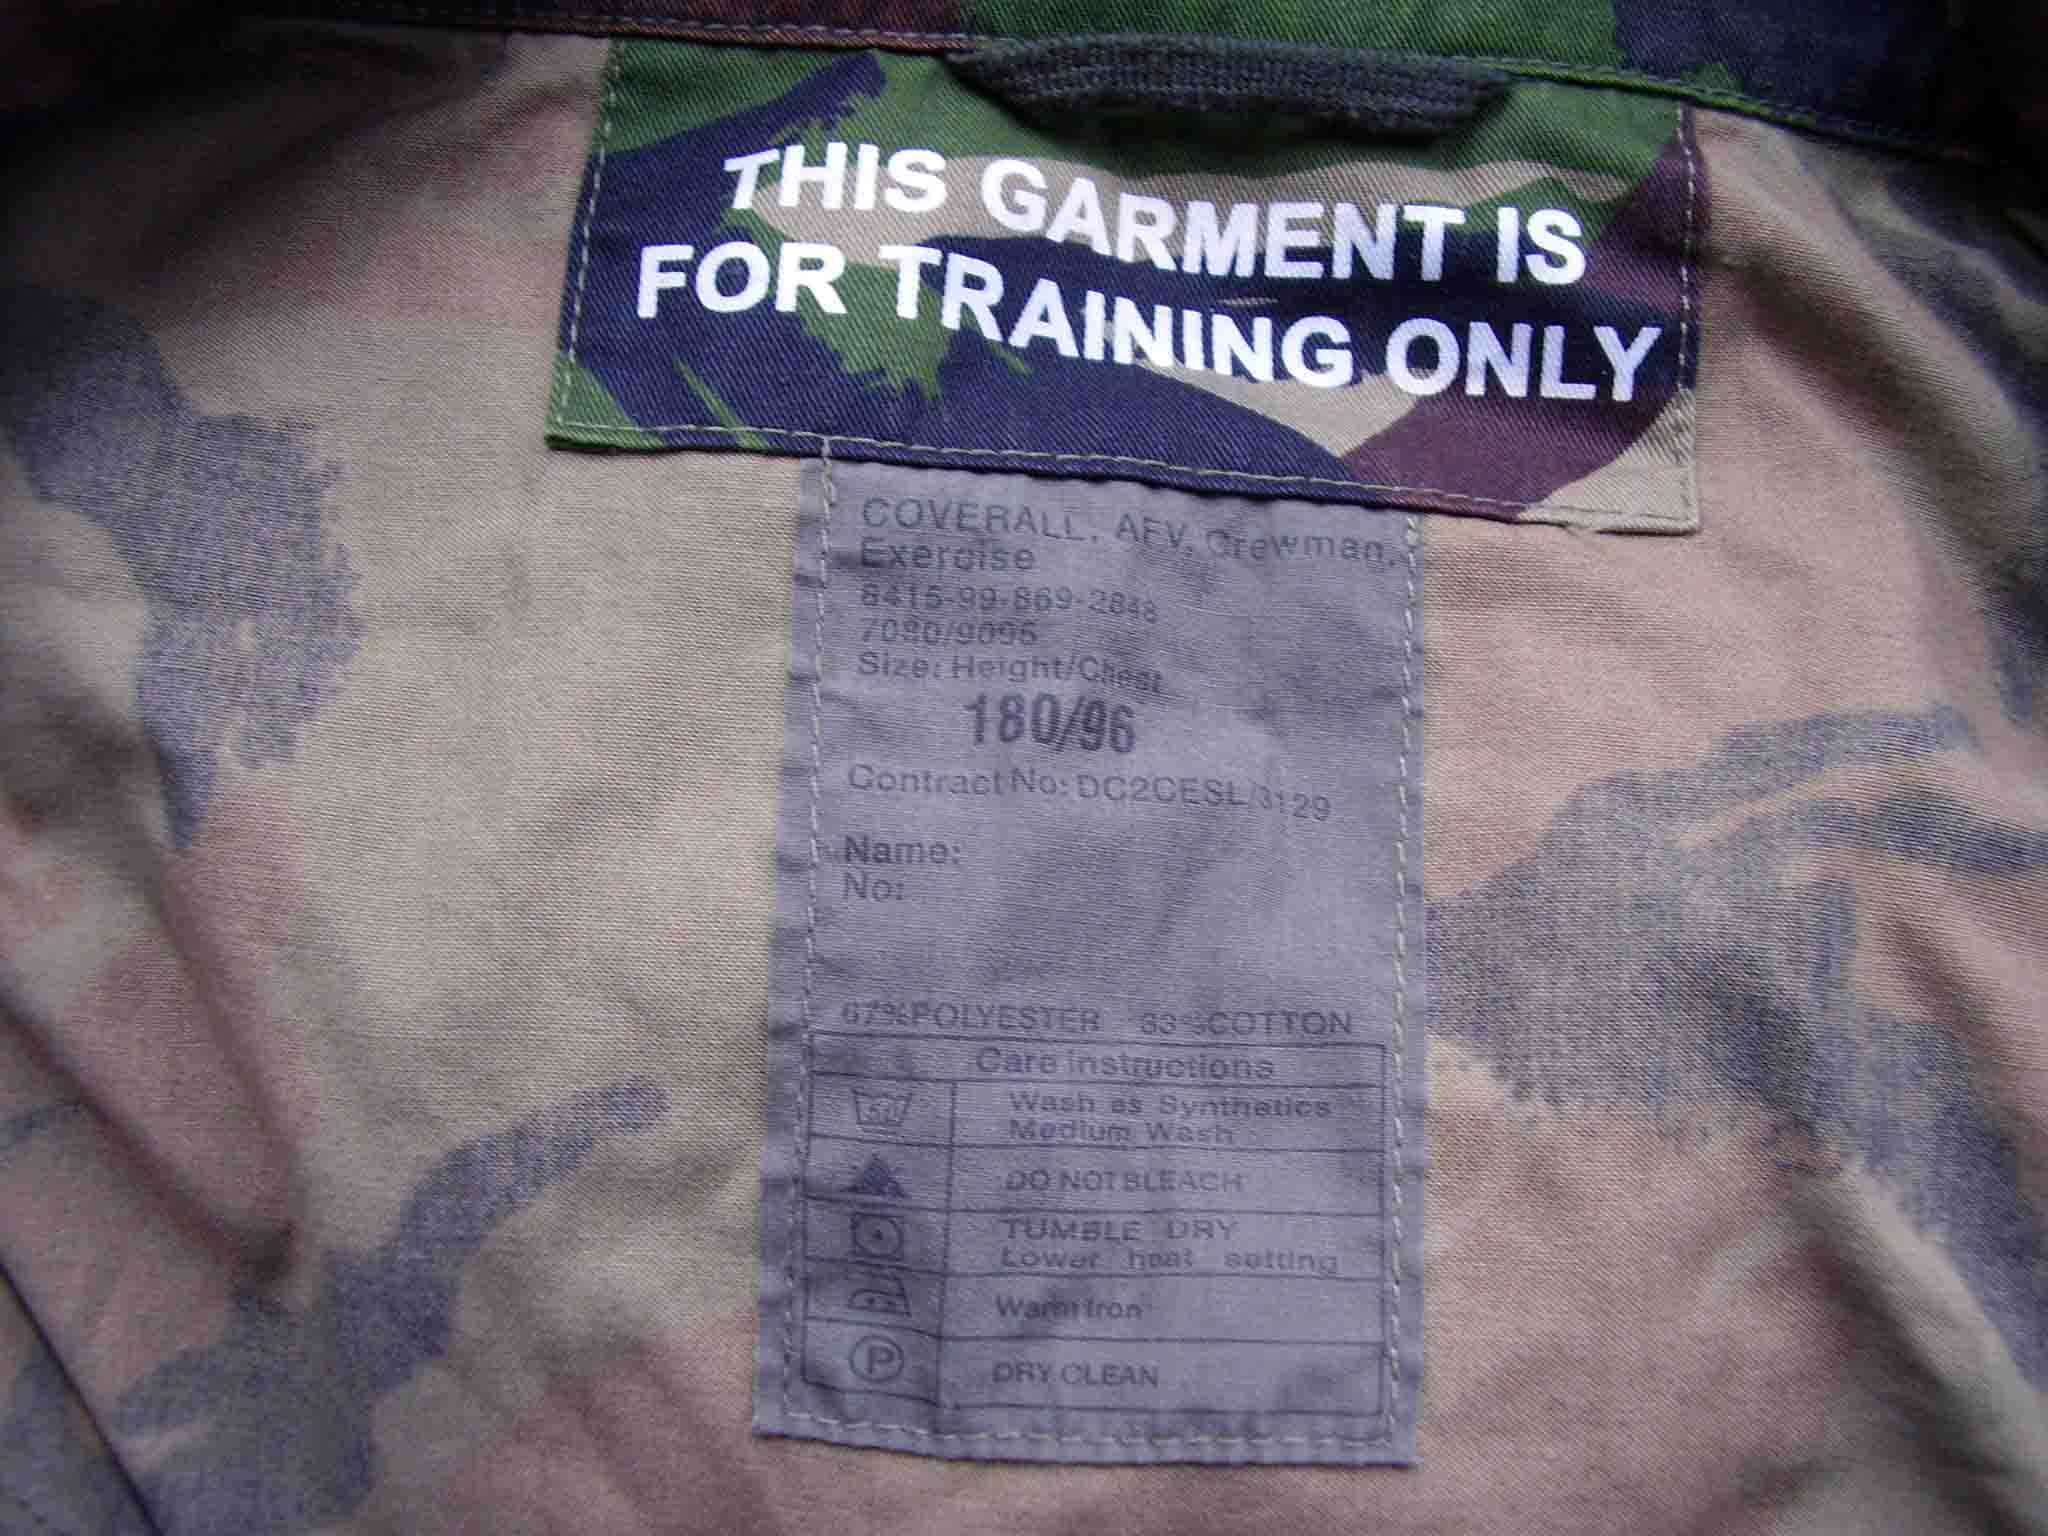 THIS GARMENT IS
FOR TRAINING ONLY
COVERALL, AFV, Crewman,
Exercise
8415-99-869-2848
7080/9096
Size: Height/Chest
180/96
Contract No: DC2CESL/3129
Name:
No:
67%POLYESTER 33%COTTON
Care Instructions
Wash as Synthetics
Medium Wash
DO NOT BLEACH
TUMBLE DRY
Lower heat setting
Warm Iron
P
DRY CLEAN